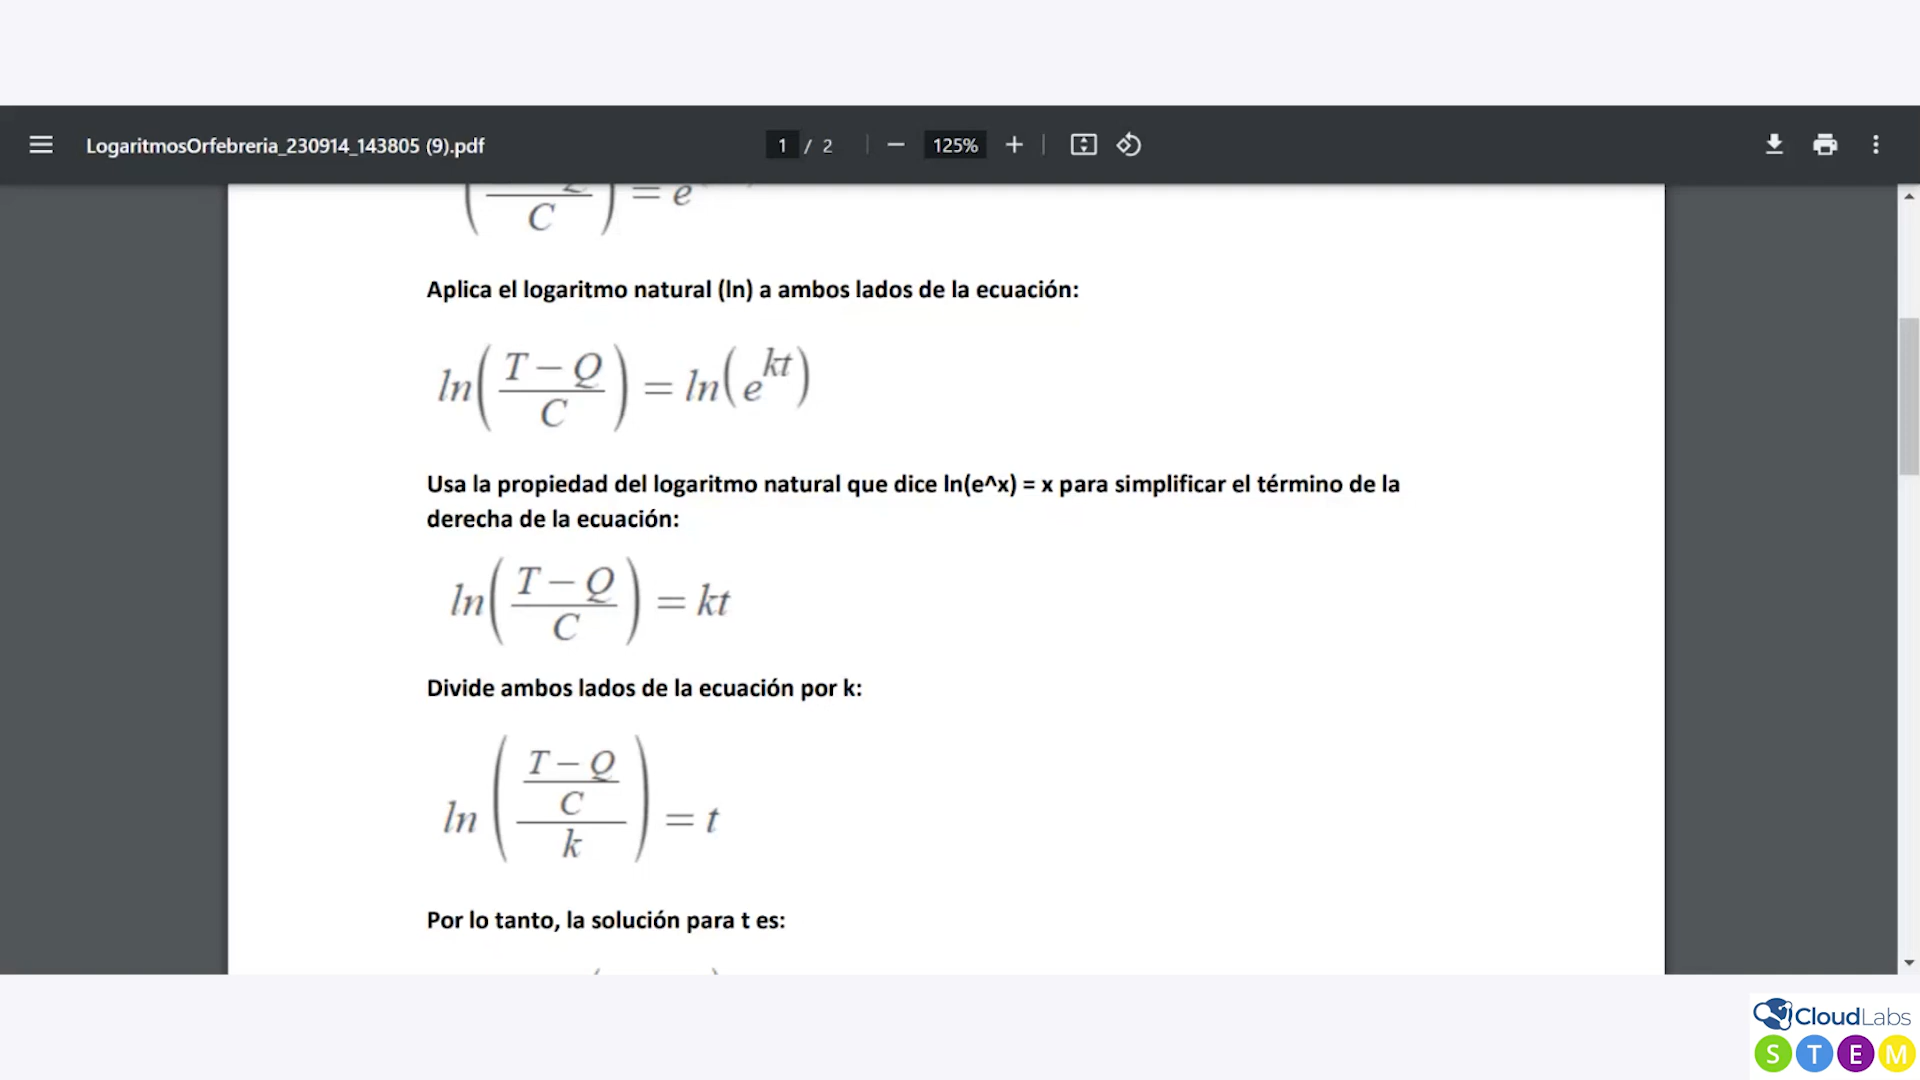 LogaritmosOrfebreria_230914_143805 (9).pdf
1 / 2
125%
C ) = e
Aplica el logaritmo natural (ln) a ambos lados de la ecuación:
ln((T − Q)/C) = ln(e^kt)
Usa la propiedad del logaritmo natural que dice ln(e^x) = x para simplificar el término de la
derecha de la ecuación:
ln((T − Q)/C) = kt
Divide ambos lados de la ecuación por k:
ln(((T − Q)/C)/k) = t
Por lo tanto, la solución para t es:
CloudLabs
S T E M